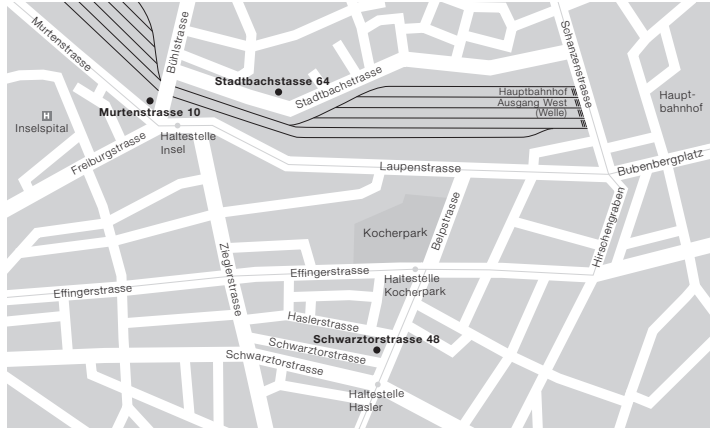 Murtenstrasse
Bühlstrasse
Stadtbachstasse 64
Stadtbachstrasse
Schanzenstrasse
Hauptbahnhof
Ausgang West
(Welle)
Haupt-
bahnhof
Murtenstrasse 10
H
Inselspital
Haltestelle
Insel
Freiburgstrasse
Laupenstrasse
Bubenbergplatz
Belpstrasse
Hirschengraben
Kocherpark
Zieglerstrasse
Effingerstrasse
Effingerstrasse
Haltestelle
Kocherpark
Haslerstrasse
Schwarztorstrasse 48
Schwarztorstrasse
Schwarztorstrasse
Haltestelle
Hasler